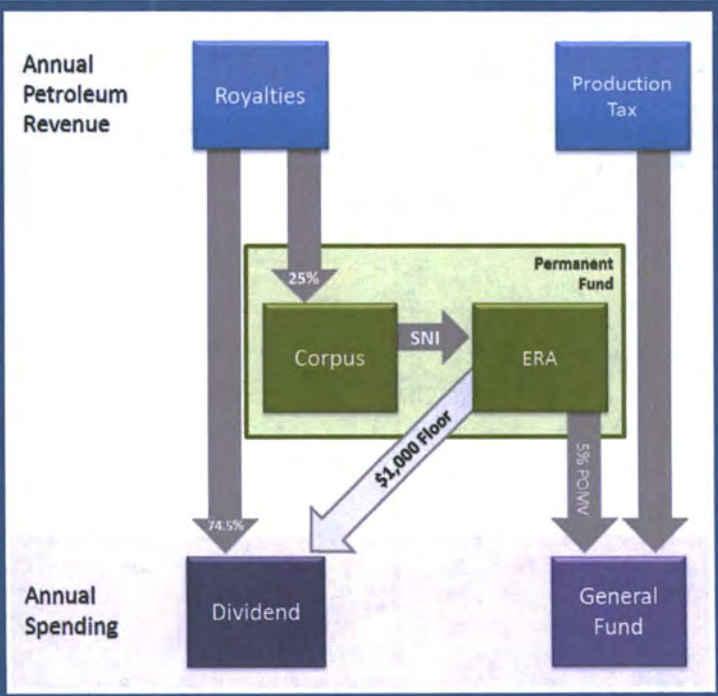 Annual
Petroleum
Revenue
Royalties
Production
Tax
25%
Permanent
Fund
Corpus
SNI
ERA
$1,000 Floor
5% POMV
74.5%
Annual
Spending
Dividend
General
Fund